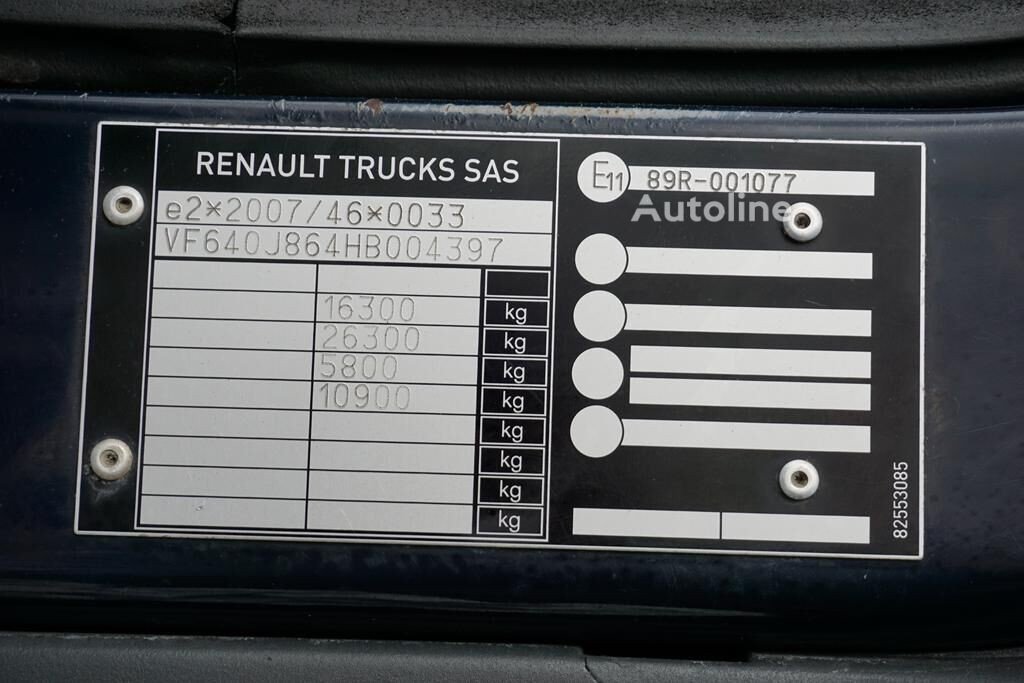 RENAULT TRUCKS SAS
e2*2007/46*0033
VF640J864HB004397
16300 kg
26300 kg
5800 kg
10900 kg
kg
kg
kg
kg
E11 89R-001077
Autoline
82553085